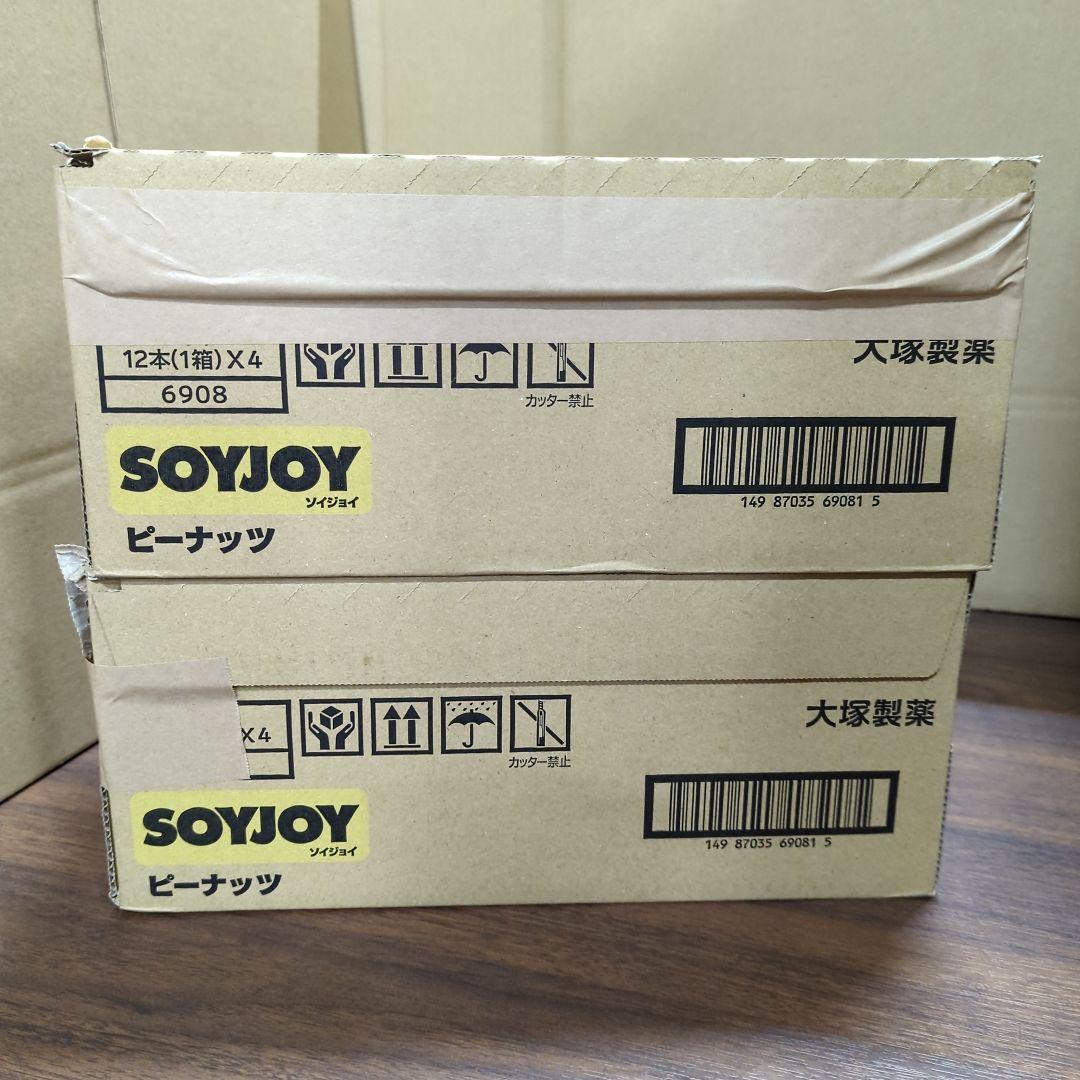 12本(1箱)X4
6908
カッター禁止
大塚製薬
SOYJOY
ソイジョイ
ピーナッツ
149 87035 69081 5
X4
カッター禁止
大塚製薬
SOYJOY
ソイジョイ
ピーナッツ
149 87035 69081 5